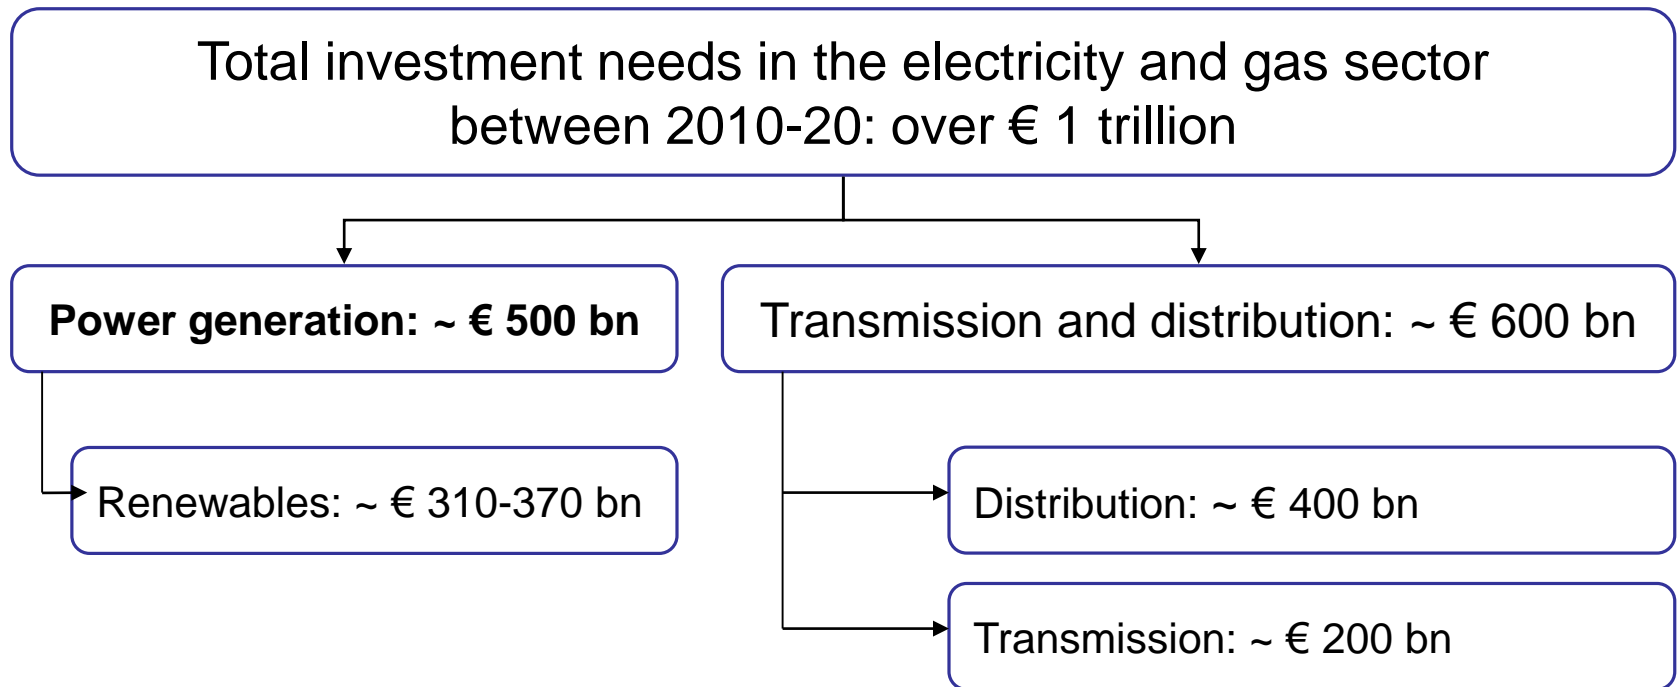 Total investment needs in the electricity and gas sector
between 2010-20: over € 1 trillion
Power generation: ~ € 500 bn
Transmission and distribution: ~ € 600 bn
Renewables: ~ € 310-370 bn
Distribution: ~ € 400 bn
Transmission: ~ € 200 bn